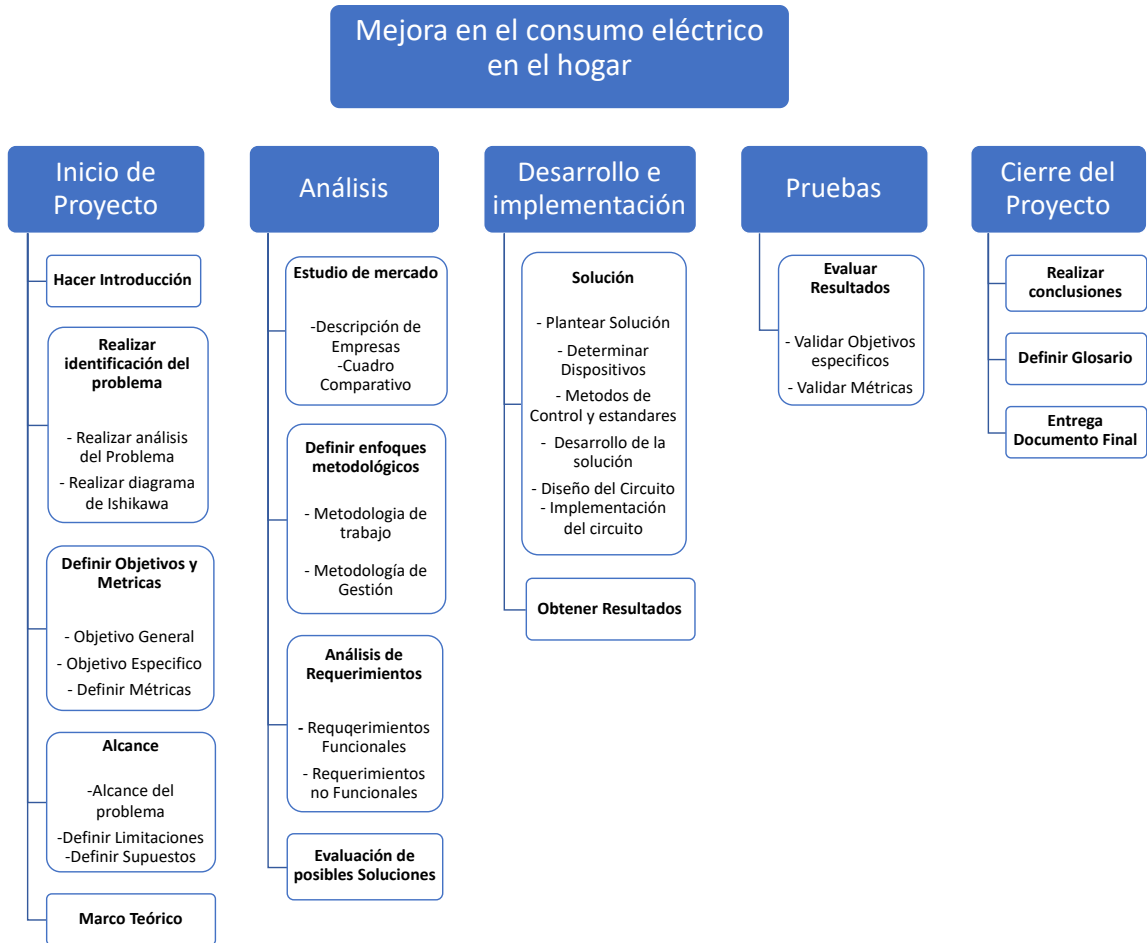 Mejora en el consumo eléctrico
en el hogar
Inicio de
Proyecto
Hacer Introducción
Realizar
identificación del
problema
- Realizar análisis
del Problema
- Realizar diagrama
de Ishikawa
Definir Objetivos y
Metricas
- Objetivo General
- Objetivo Especifico
- Definir Métricas
Alcance
-Alcance del
problema
-Definir Limitaciones
-Definir Supuestos
Marco Teórico
Análisis
Estudio de mercado
-Descripción de
Empresas
-Cuadro
Comparativo
Definir enfoques
metodológicos
- Metodologia de
trabajo
- Metodología de
Gestión
Análisis de
Requerimientos
- Requqerimientos
Funcionales
- Requerimientos
no Funcionales
Evaluación de
posibles Soluciones
Desarrollo e
implementación
Solución
- Plantear Solución
- Determinar
Dispositivos
- Metodos de
Control y estandares
- Desarrollo de la
solución
- Diseño del Circuito
- Implementación
del circuito
Obtener Resultados
Pruebas
Evaluar
Resultados
- Validar Objetivos
especificos
- Validar Métricas
Cierre del
Proyecto
Realizar
conclusiones
Definir Glosario
Entrega
Documento Final